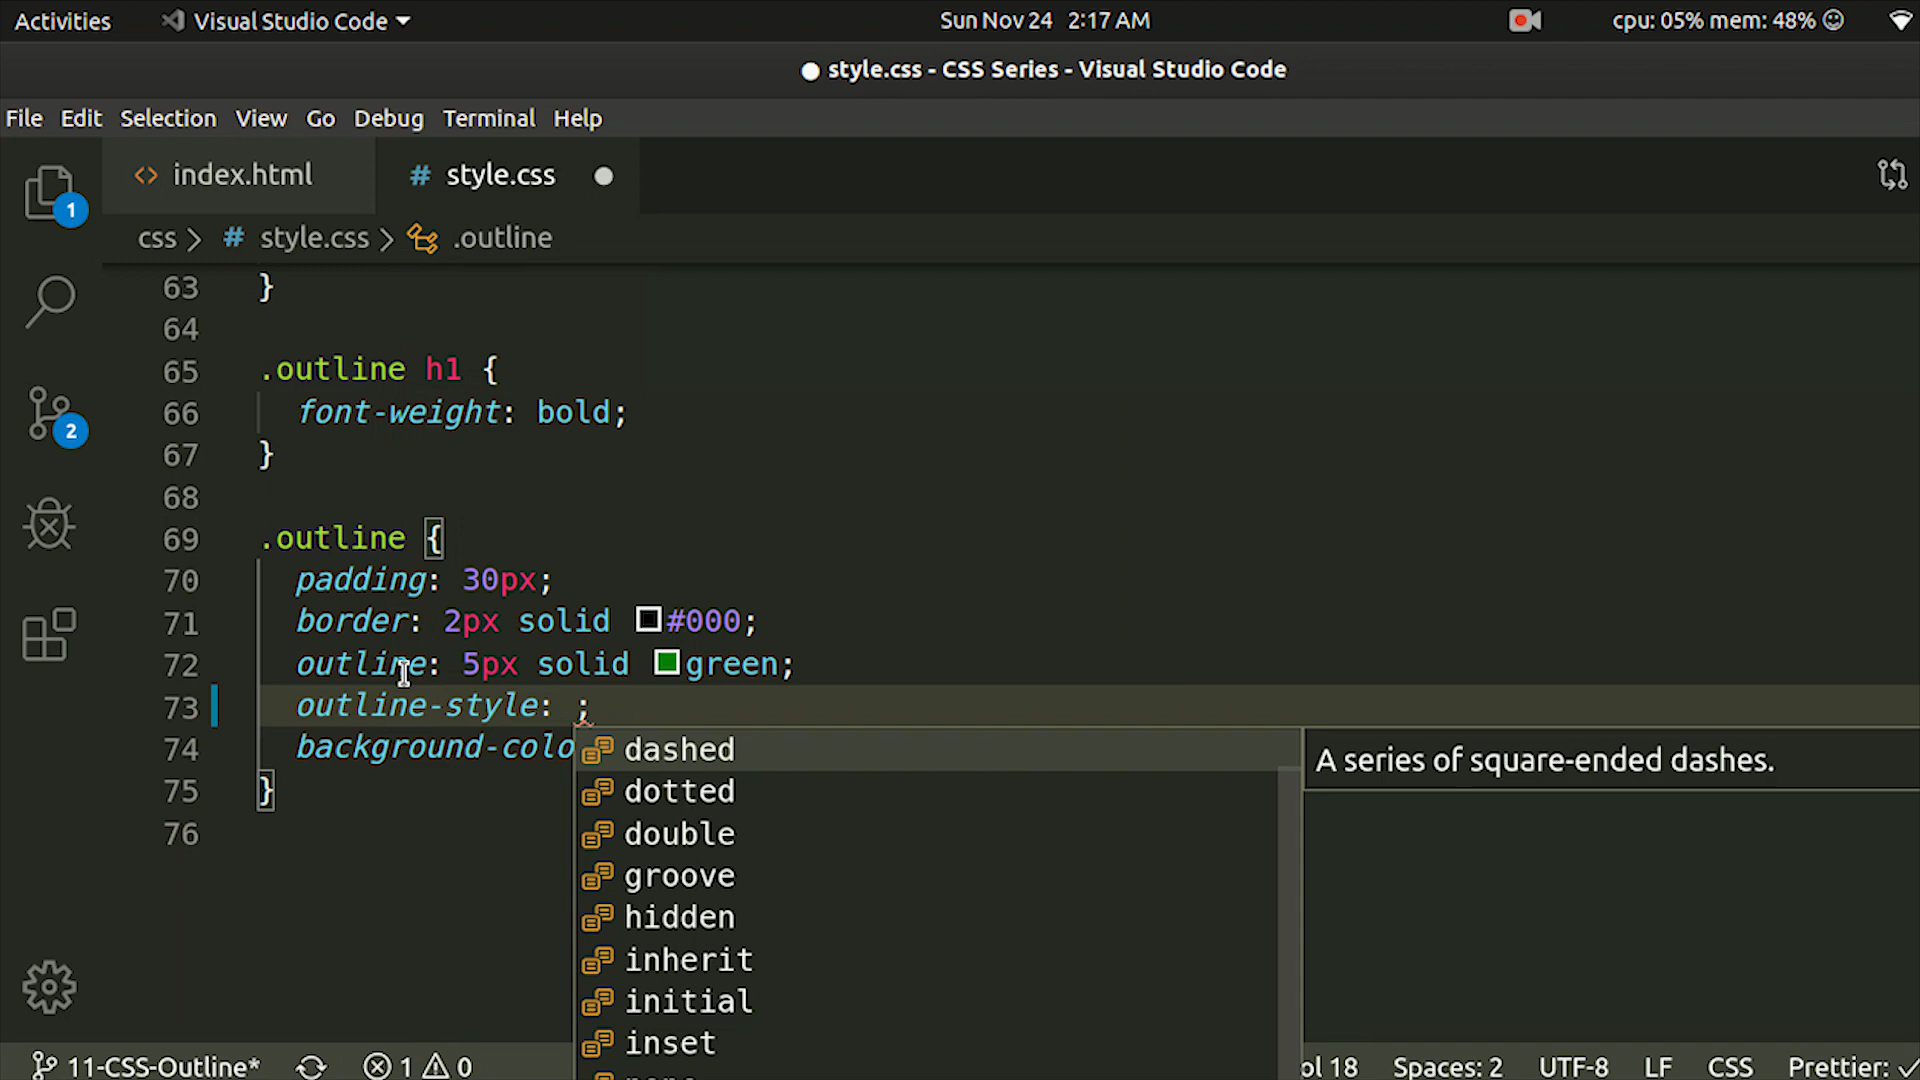 Activities Visual Studio Code Sun Nov 24 2:17 AM cpu: 05% mem: 48%
style.css - CSS Series - Visual Studio Code
File Edit Selection View Go Debug Terminal Help
<> index.html # style.css
1
css > # style.css > .outline
63 }
64
65 .outline h1 {
66 font-weight: bold;
2
67 }
68
69 .outline {
70 padding: 30px;
71 border: 2px solid #000;
72 outline: 5px solid green;
73 outline-style: ;
74 background-colo
75 }
76
dashed A series of square-ended dashes.
dotted
double
groove
hidden
inherit
initial
inset
11-CSS-Outline* 1 0 18 Spaces: 2 UTF-8 LF CSS Prettier: ✓